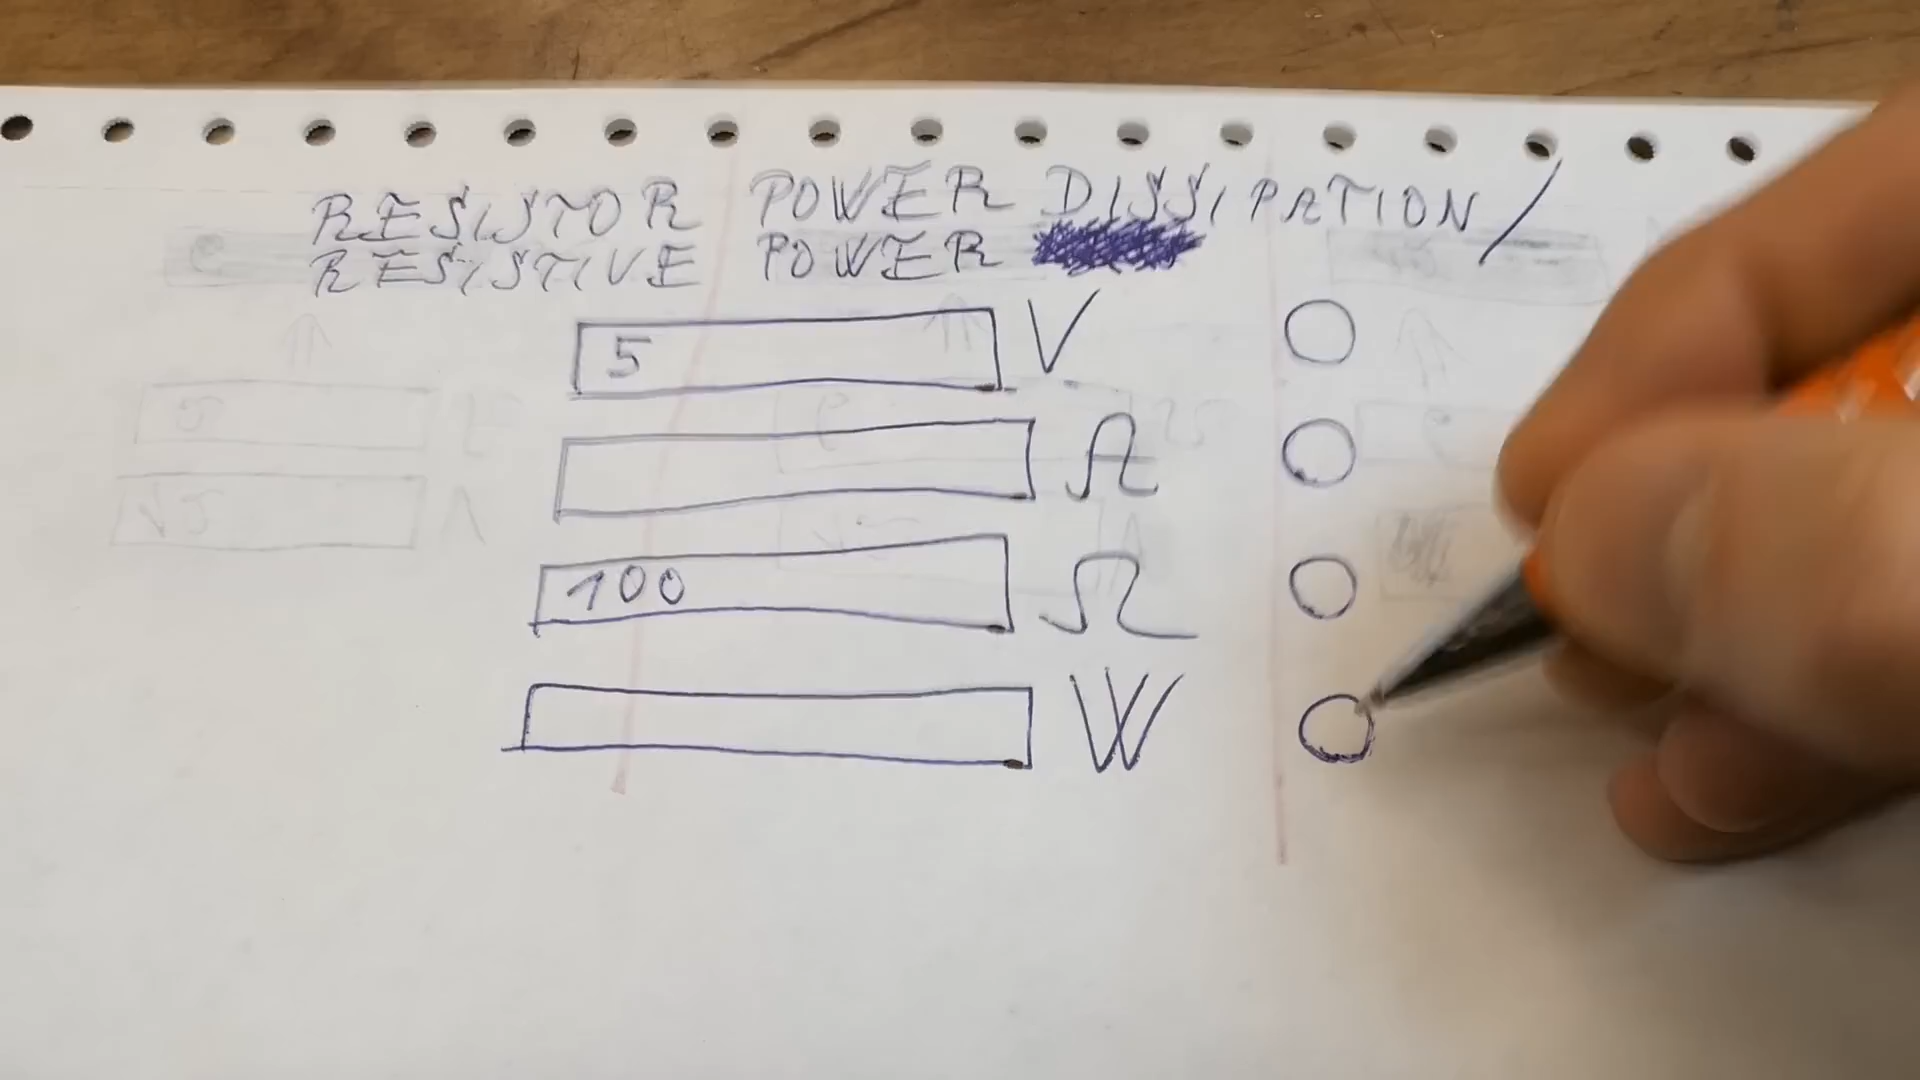 RESISTOR POWER DISSIPATION /
RESISTIVE POWER
5 V
Ω
100 Ω
W